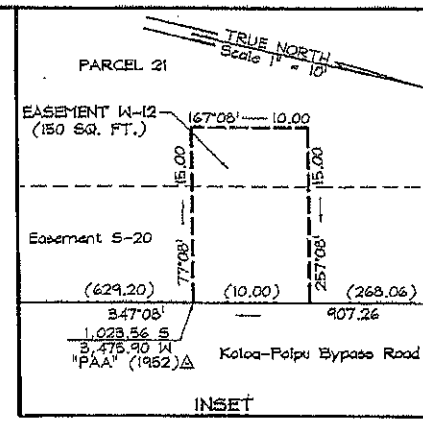 TRUE NORTH
Scale 1" = 10'
PARCEL 21
EASEMENT W-12
(150 SQ. FT.)
167°08' 10.00
15.00
15.00
Easement S-20
77°08'
257°08'
(629.20) (10.00) (268.06)
347°08' 907.26
1,023.56 S
3,475.90 W
"PAA" (1952)△
Koloa-Poipu Bypass Road
INSET